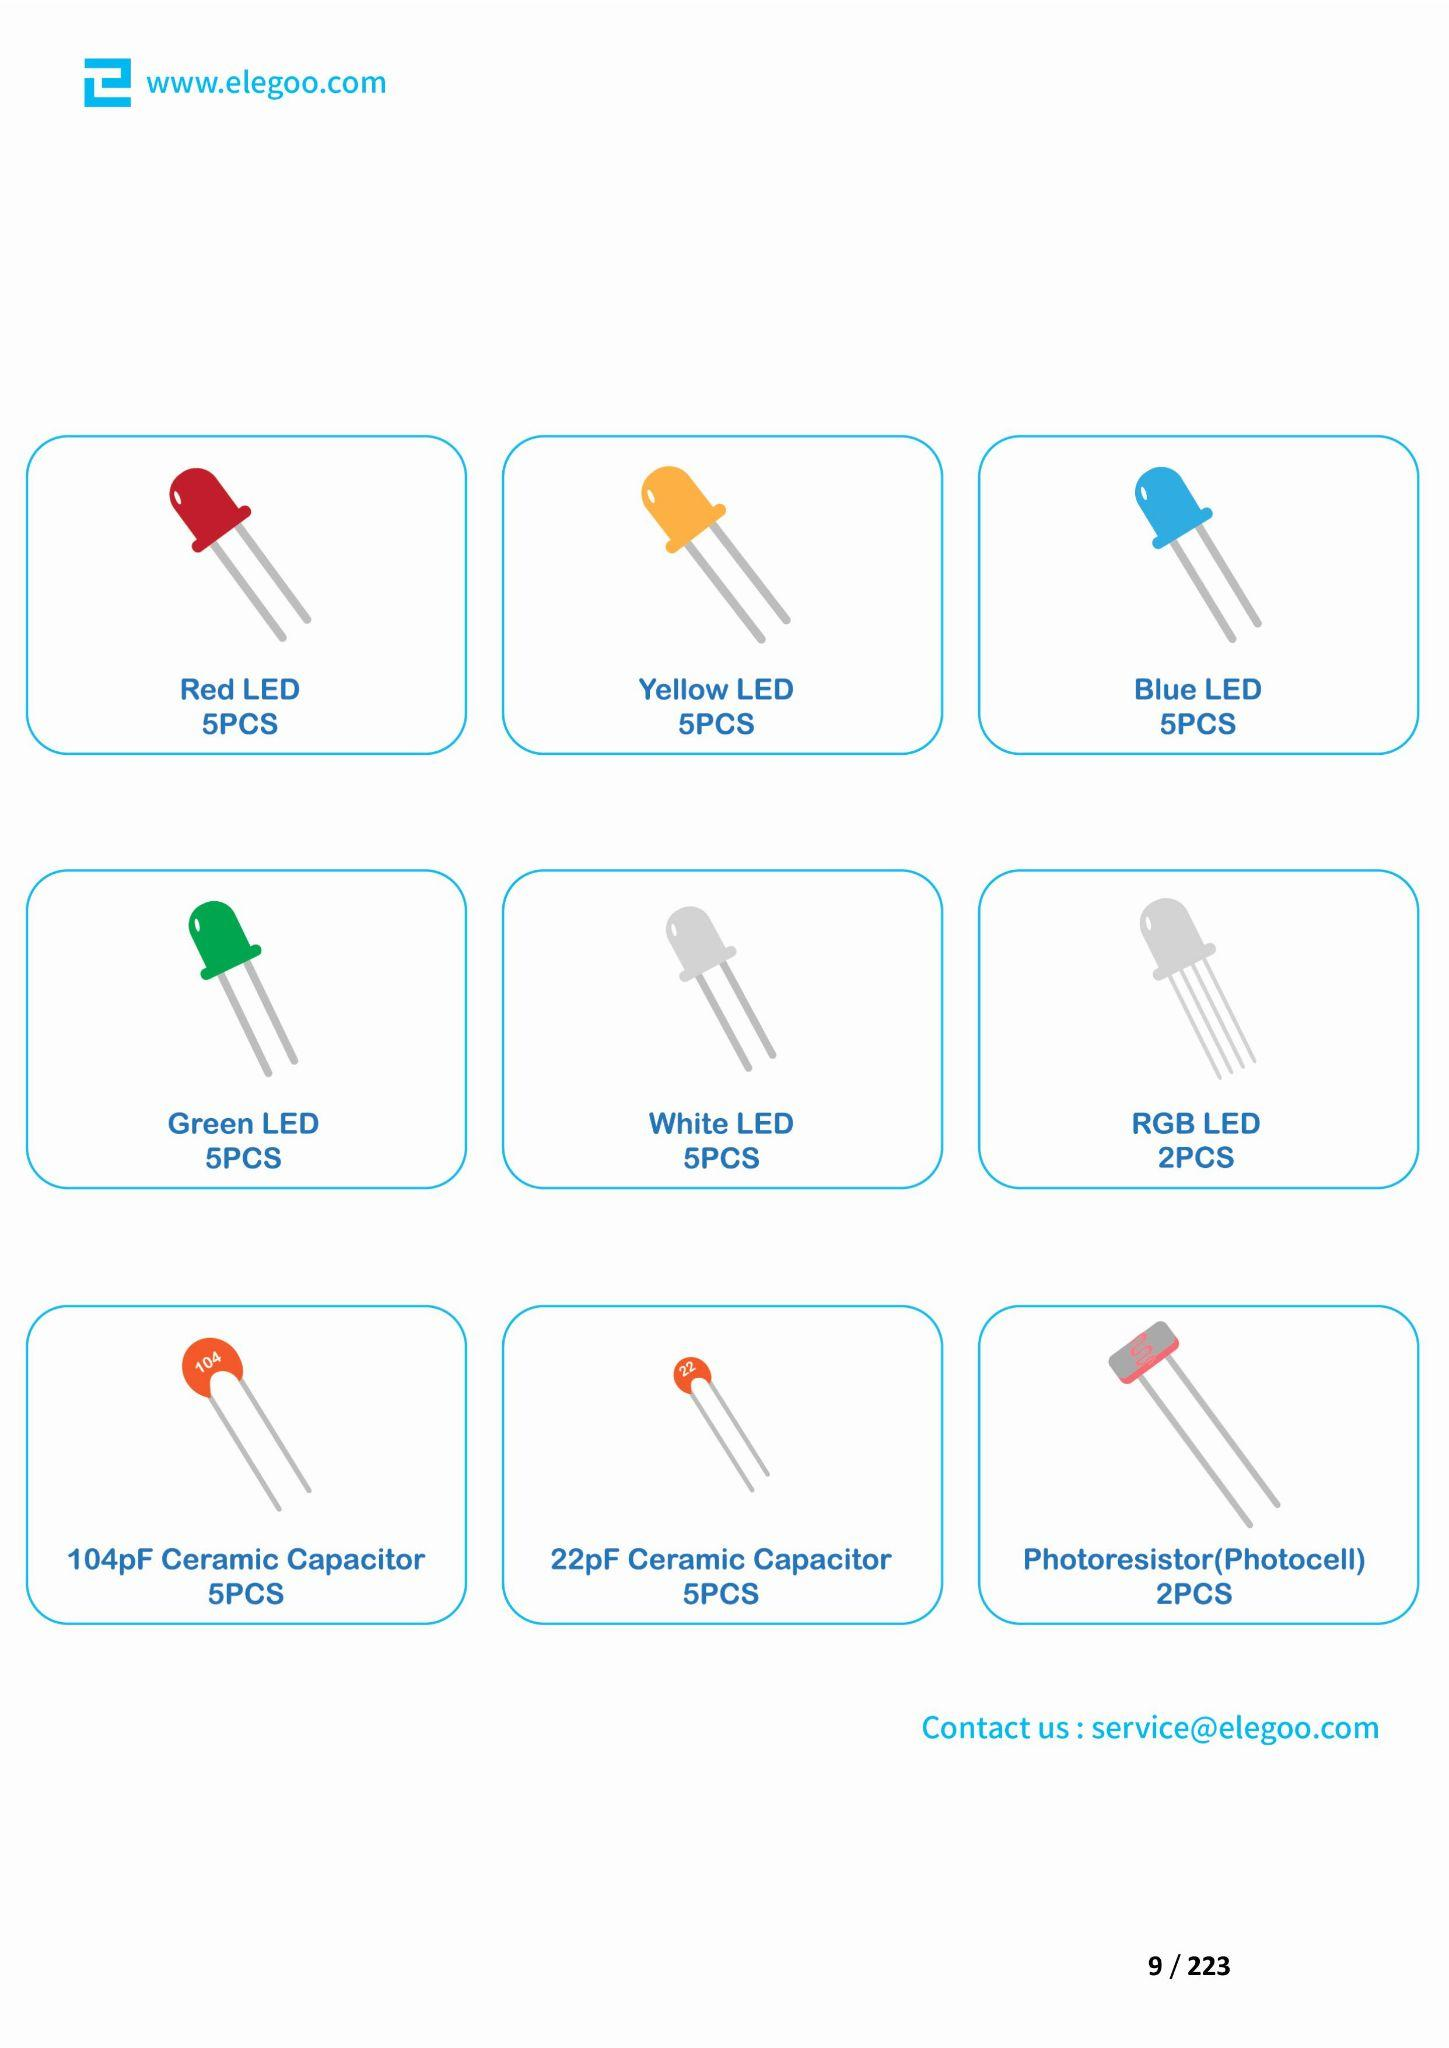 www.elegoo.com
Red LED
5PCS
Yellow LED
5PCS
Blue LED
5PCS
Green LED
5PCS
White LED
5PCS
RGB LED
2PCS
104
22
104pF Ceramic Capacitor
5PCS
22pF Ceramic Capacitor
5PCS
Photoresistor(Photocell)
2PCS
Contact us : service@elegoo.com
9 / 223